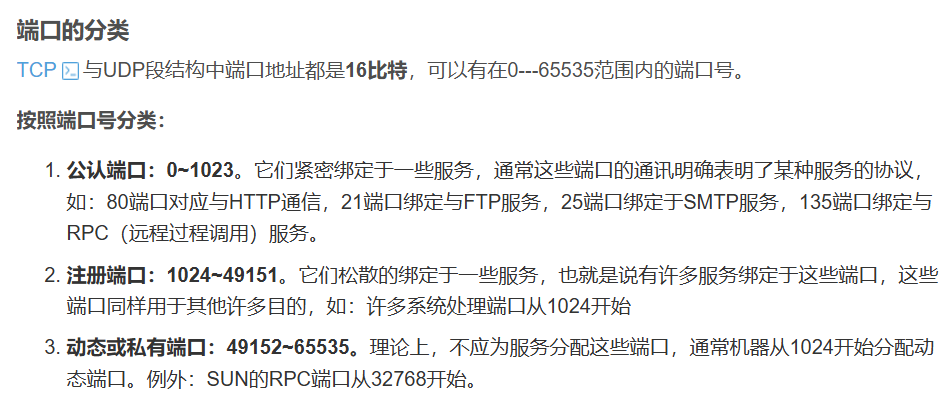 端口的分类
TCP 与UDP段结构中端口地址都是16比特，可以有在0---65535范围内的端口号。
按照端口号分类：
1. 公认端口：0~1023。它们紧密绑定于一些服务，通常这些端口的通讯明确表明了某种服务的协议，
如：80端口对应与HTTP通信，21端口绑定与FTP服务，25端口绑定于SMTP服务，135端口绑定与
RPC（远程过程调用）服务。
2. 注册端口：1024~49151。它们松散的绑定于一些服务，也就是说有许多服务绑定于这些端口，这些
端口同样用于其他许多目的，如：许多系统处理端口从1024开始
3. 动态或私有端口：49152~65535。理论上，不应为服务分配这些端口，通常机器从1024开始分配动
态端口。例外：SUN的RPC端口从32768开始。